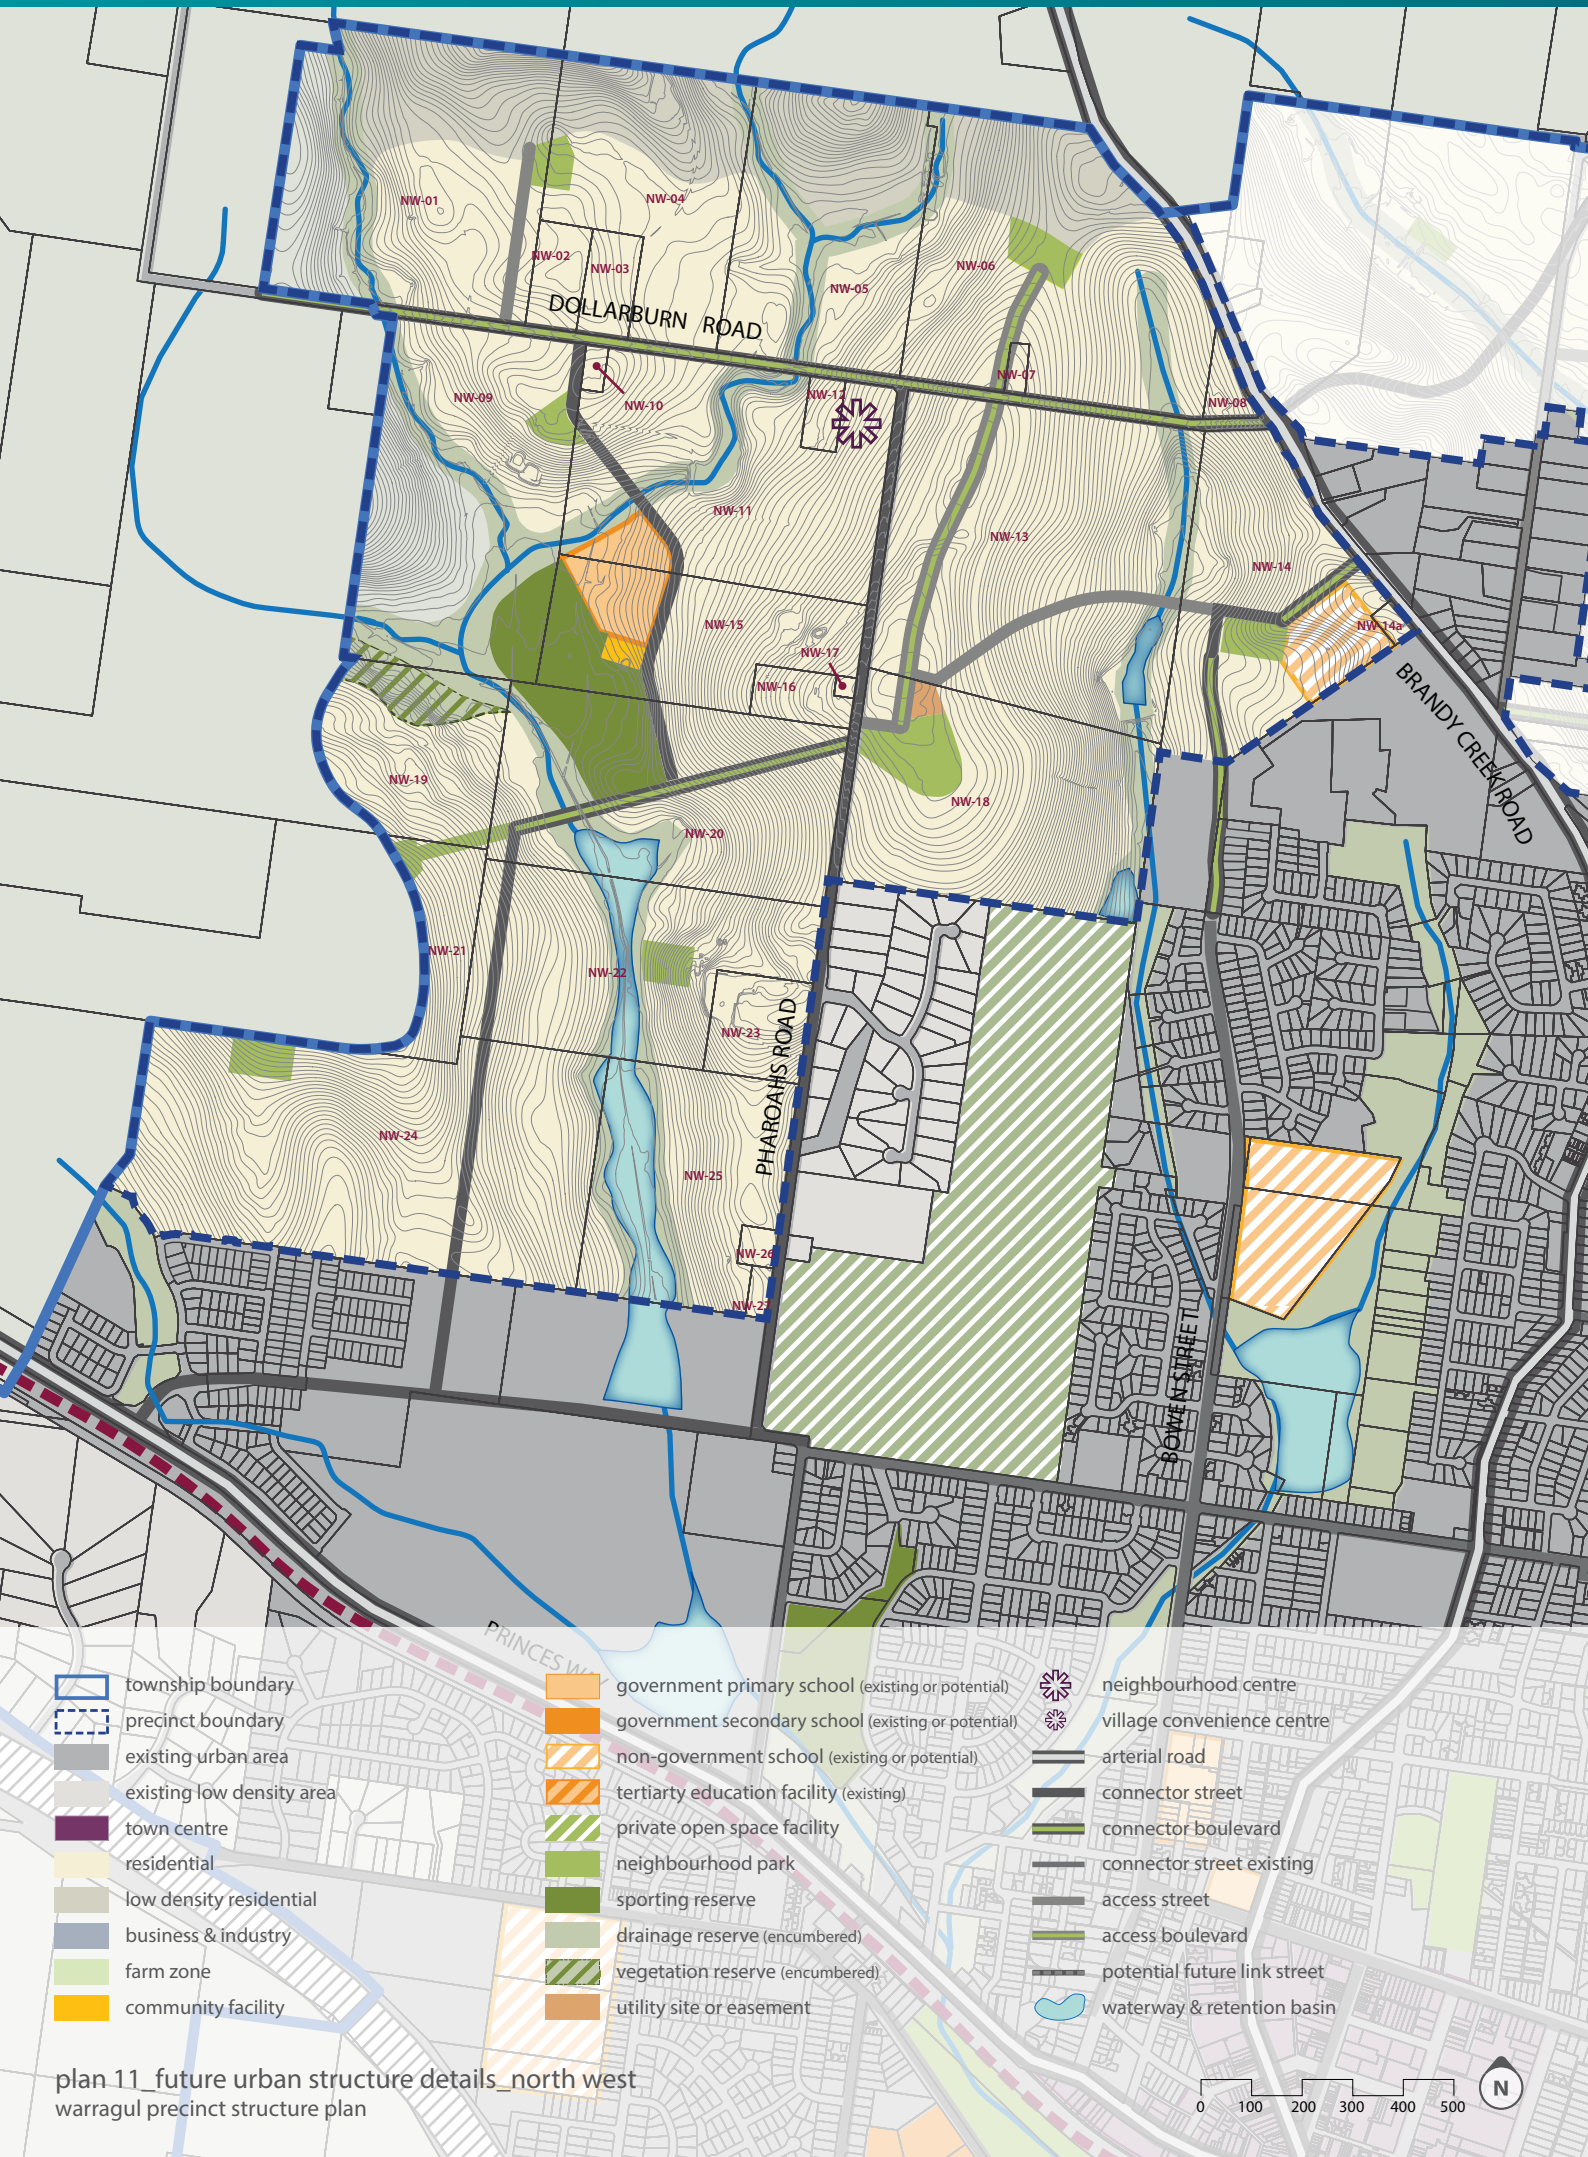 NW-01
NW-04
NW-02
NW-03
NW-06
NW-05
DOLLARBURN ROAD
NW-07
NW-09
NW-10
NW-12
NW-08
NW-11
NW-13
NW-14
NW-15
NW-14a
NW-17
NW-16
BRANDY CREEK ROAD
NW-19
NW-18
NW-20
NW-21
NW-22
NW-23
PHAROAHS ROAD
NW-24
NW-25
NW-26
NW-27
BOWEN STREET
PRINCES WAY
township boundary
precinct boundary
existing urban area
existing low density area
town centre
residential
low density residential
business & industry
farm zone
community facility
government primary school (existing or potential)
government secondary school (existing or potential)
non-government school (existing or potential)
tertiarty education facility (existing)
private open space facility
neighbourhood park
sporting reserve
drainage reserve (encumbered)
vegetation reserve (encumbered)
utility site or easement
neighbourhood centre
village convenience centre
arterial road
connector street
connector boulevard
connector street existing
access street
access boulevard
potential future link street
waterway & retention basin
plan 11_future urban structure details_north west
warragul precinct structure plan
0 100 200 300 400 500
N